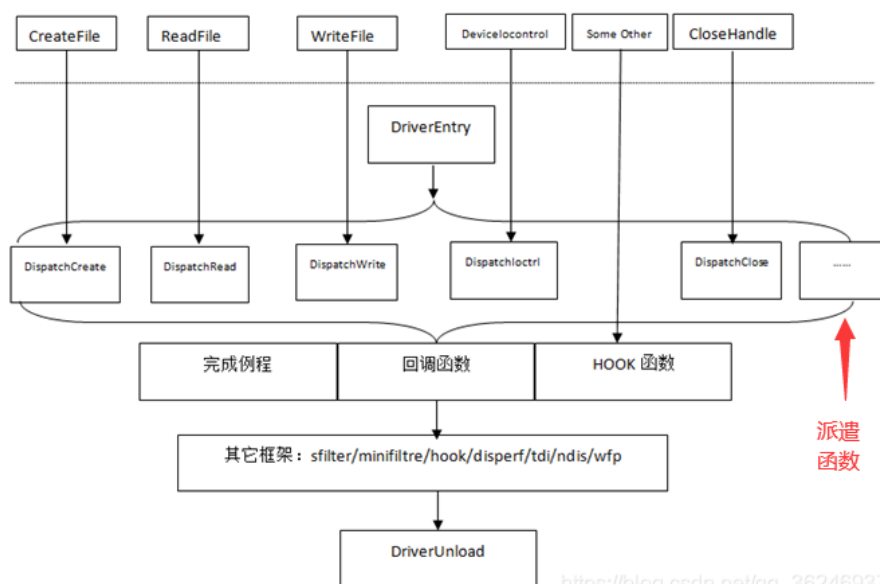 CreateFile
ReadFile
WriteFile
DeviceIocontrol
Some Other
CloseHandle
DriverEntry
DispatchCreate
DispatchRead
DispatchWrite
DispatchIoctrl
DispatchClose
......
完成例程
回调函数
HOOK 函数
派遣
函数
其它框架：sfilter/minifiltre/hook/disperf/tdi/ndis/wfp
DriverUnload